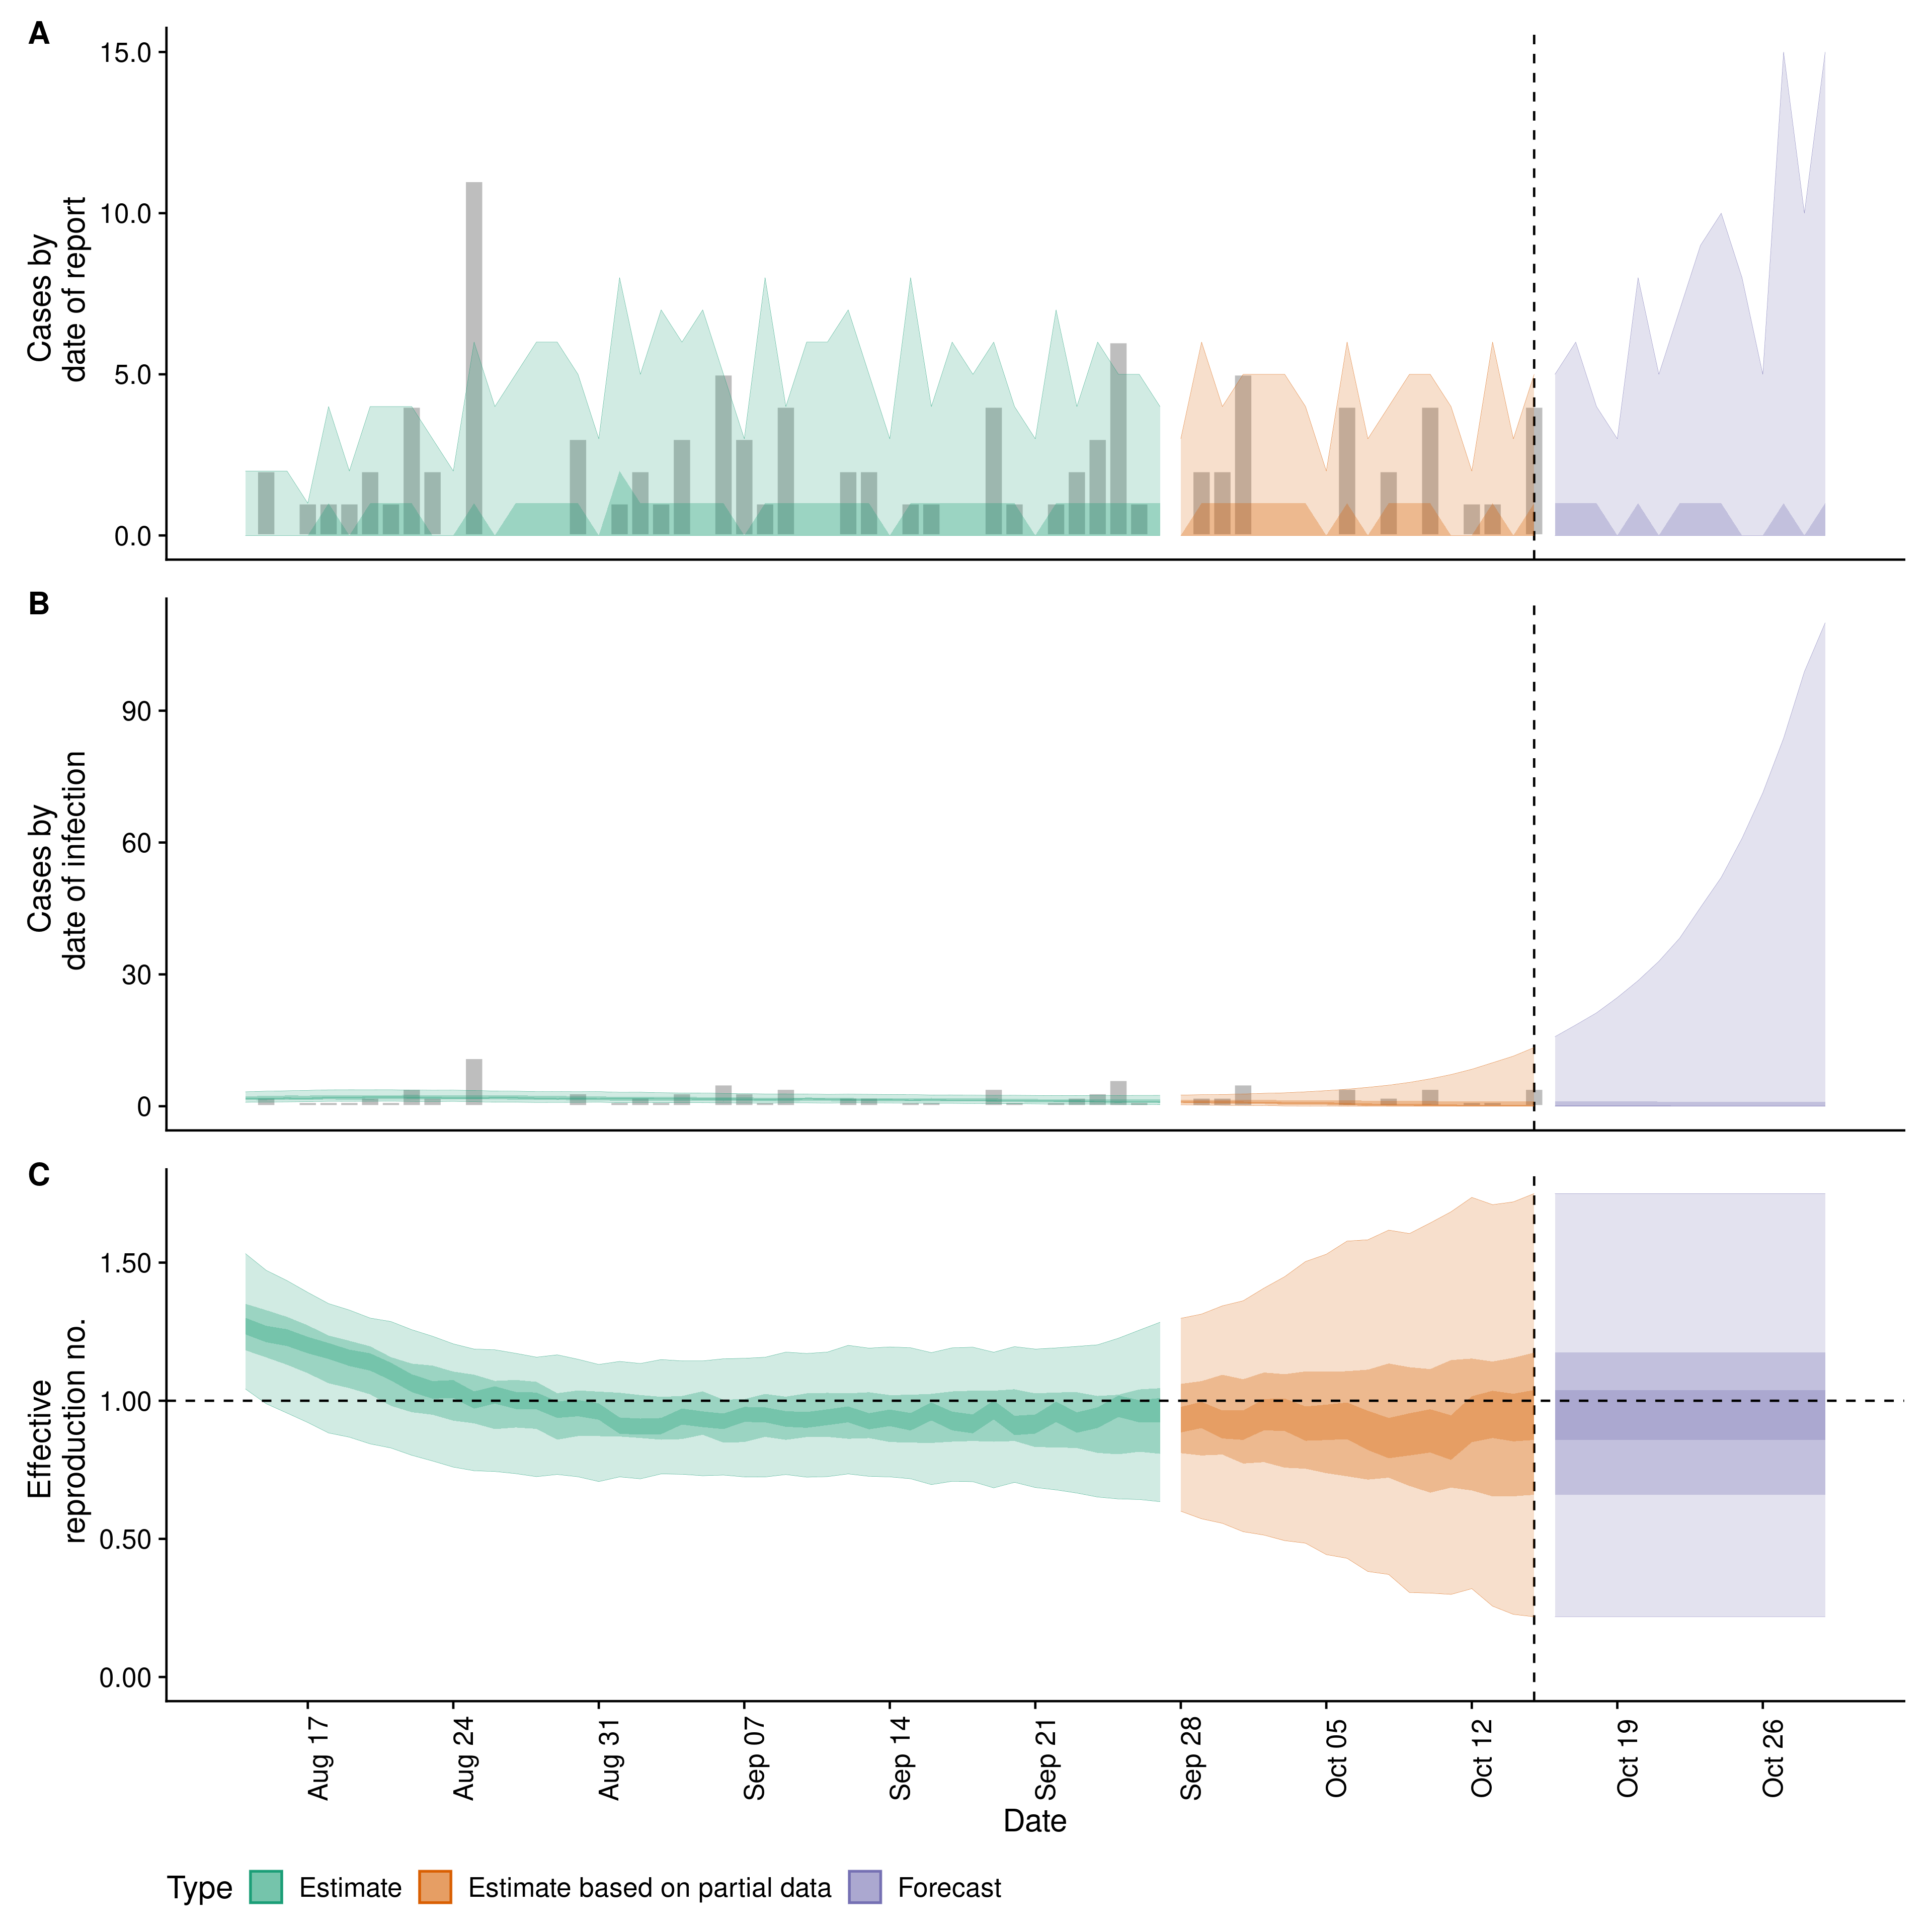 A
Cases by
date of report
15.0
10.0
5.0
0.0
B
Cases by
date of infection
90
60
30
0
C
Effective
reproduction no.
1.50
1.00
0.50
0.00
Aug 17
Aug 24
Aug 31
Sep 07
Sep 14
Sep 21
Sep 28
Oct 05
Oct 12
Oct 19
Oct 26
Date
Type Estimate Estimate based on partial data Forecast